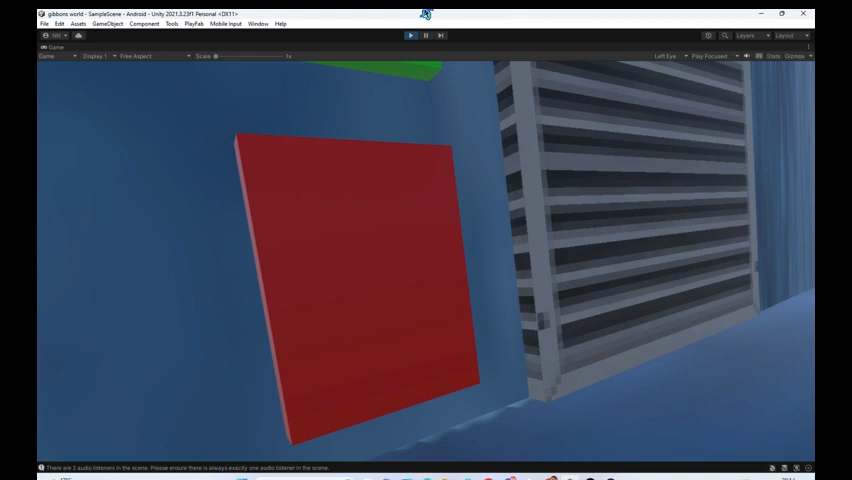 gibbons world - SampleScene - Android - Unity 2021.3.23f1 Personal <DX11>
File Edit Assets GameObject Component Tools PlayFab Mobile Input Window Help
NN Layers Layout
Game
Game Display 1 Free Aspect Scale 1x Left Eye Play Focused Stats Gizmos
There are 2 audio listeners in the scene. Please ensure there is always exactly one audio listener in the scene.